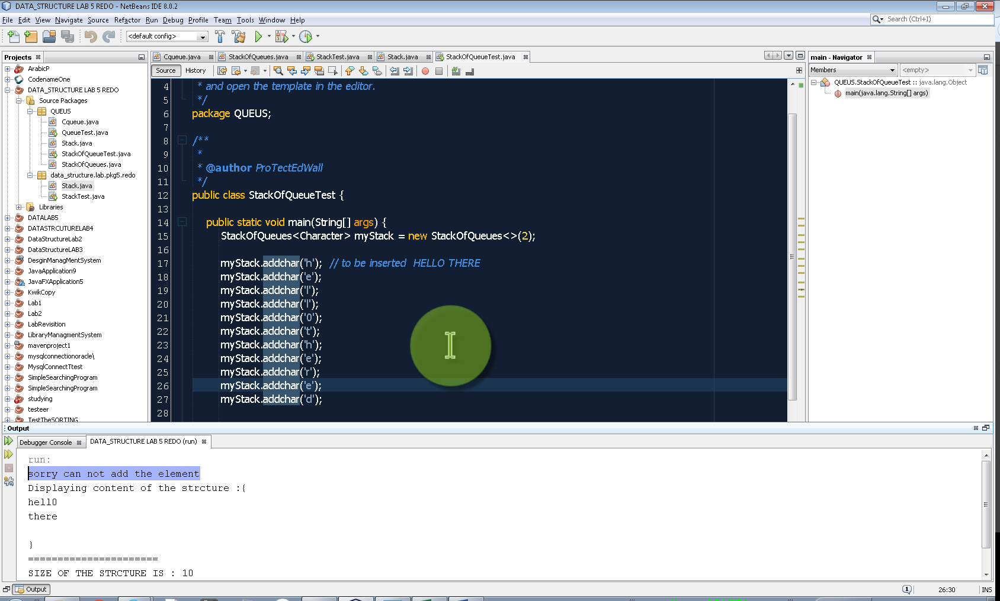 DATA_STRUCTURE LAB 5 REDO - NetBeans IDE 8.0.2
File Edit View Navigate Source Refactor Run Debug Profile Team Tools Window Help
Search (Ctrl+I)
<default config>
Projects
ArabicP
CodenameOne
DATA_STRUCTURE LAB 5 REDO
Source Packages
QUEUS
Cqueue.java
QueueTest.java
Stack.java
StackOfQueueTest.java
StackOfQueues.java
data_structure.lab.pkg5.redo
Stack.java
StackTest.java
Libraries
DATALAB5
DATASTRCUTURELAB4
DataStructureLab2
DataStructureLAB3
DesginManagMentSystem
JavaApplication9
JavaFXApplication5
KwikCopy
Lab1
Lab2
LabRevisition
LibraryManagmentSystem
mavenproject1
mysqlconnectionoracle\
MysqlConnectTtest
SimpleSearchingProgram
SimpleSearchingProgram
studying
testeer
TestTheSORTING
Cqueue.java StackOfQueues.java StackTest.java Stack.java StackOfQueueTest.java
Source History
4 * and open the template in the editor.
5 */
6 package QUEUS;
7
8 /**
9 *
10 * @author ProTectEdWall
11 */
12 public class StackOfQueueTest {
13
14 public static void main(String[] args) {
15 StackOfQueues<Character> myStack = new StackOfQueues<>(2);
16
17 myStack.addchar('h'); // to be inserted HELLO THERE
18 myStack.addchar('e');
19 myStack.addchar('l');
20 myStack.addchar('l');
21 myStack.addchar('0');
22 myStack.addchar('t');
23 myStack.addchar('h');
24 myStack.addchar('e');
25 myStack.addchar('r');
26 myStack.addchar('e');
27 myStack.addchar('d');
28
main - Navigator
Members <empty>
QUEUS.StackOfQueueTest :: java.lang.Object
main(java.lang.String[] args)
Output
Debugger Console DATA_STRUCTURE LAB 5 REDO (run)
run:
sorry can not add the element
Displaying content of the strcture :{
hell0
there
}
======================
SIZE OF THE STRCTURE IS : 10
Output
1 26:30 INS